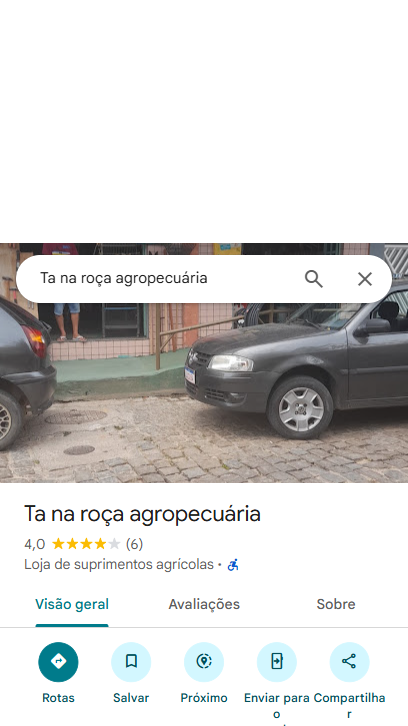 Ta na roça agropecuária
Ta na roça agropecuária
4,0 (6)
Loja de suprimentos agrícolas ·
Visão geral Avaliações Sobre
Rotas Salvar Próximo Enviar para o Compartilhar